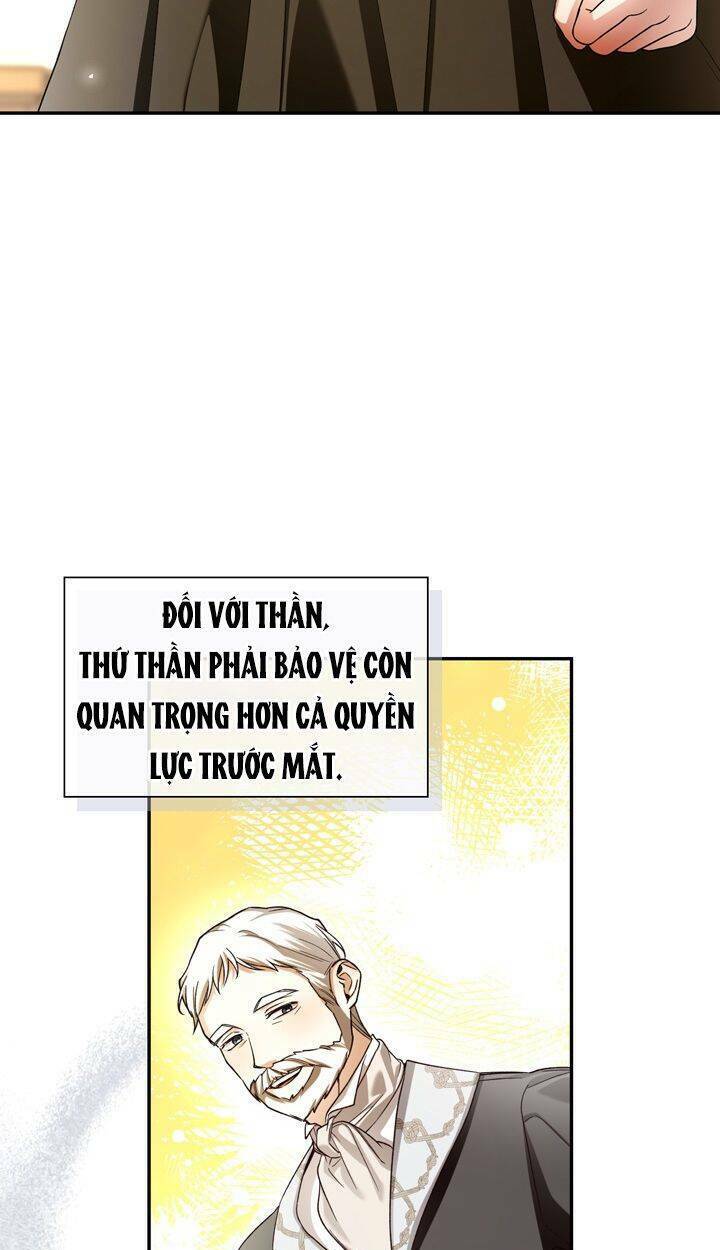 ĐỐI VỚI THẦN,
THỨ THẦN PHẢI BẢO VỆ CÒN
QUAN TRỌNG HƠN CẢ QUYỀN
LỰC TRƯỚC MẮT.